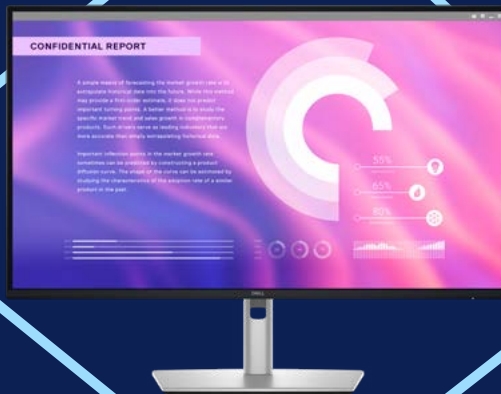 CONFIDENTIAL REPORT
A simple means of forecasting the market growth rate is to
extrapolate historical data into the future. While this method
may provide a first-order estimate, it does not predict
important turning points. A better method is to study the
specific market trend and sales growth in complementary
products. Such drivers serve as leading indicators that are
more accurate than simply extrapolating historical data.
Important inflection points in the market growth rate
sometimes can be predicted by constructing a product
diffusion curve. The shape of the curve can be estimated by
studying the characteristics of the adoption rate of a similar
product in the past.
55%
65%
80%
DELL